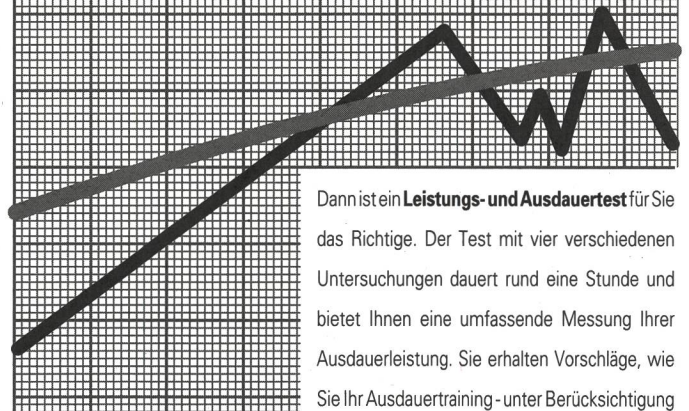 Dann ist ein Leistungs- und Ausdauertest für Sie
das Richtige. Der Test mit vier verschiedenen
Untersuchungen dauert rund eine Stunde und
bietet Ihnen eine umfassende Messung Ihrer
Ausdauerleistung. Sie erhalten Vorschläge, wie
Sie Ihr Ausdauertraining - unter Berücksichtigung